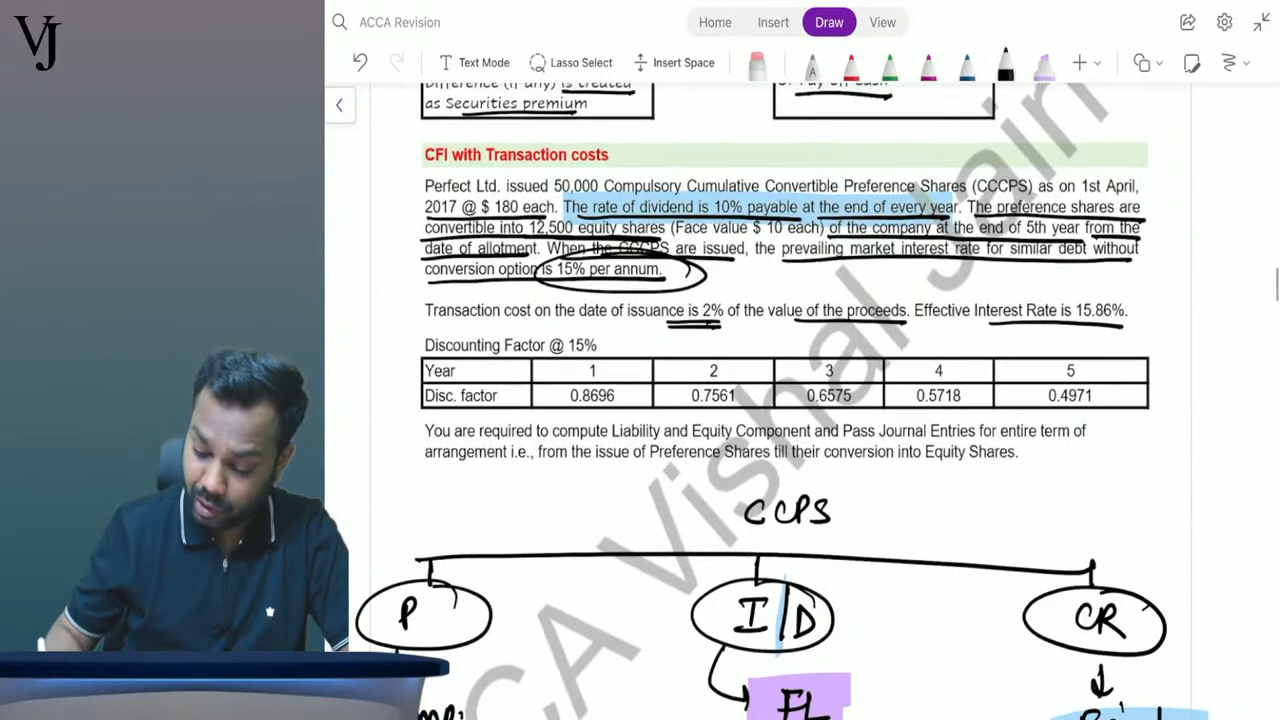 VJ
ACCA Revision
Home Insert Draw View
Text Mode Lasso Select Insert Space
Difference (if any) is treated
as Securities premium
Or Pay off Cash
CFI with Transaction costs
Perfect Ltd. issued 50,000 Compulsory Cumulative Convertible Preference Shares (CCCPS) as on 1st April,
2017 @ $ 180 each. The rate of dividend is 10% payable at the end of every year. The preference shares are
convertible into 12,500 equity shares (Face value $ 10 each) of the company at the end of 5th year from the
date of allotment. When the CCCPS are issued, the prevailing market interest rate for similar debt without
conversion option is 15% per annum.
Transaction cost on the date of issuance is 2% of the value of the proceeds. Effective Interest Rate is 15.86%.
Discounting Factor @ 15%
Year 1 2 3 4 5
Disc. factor 0.8696 0.7561 0.6575 0.5718 0.4971
You are required to compute Liability and Equity Component and Pass Journal Entries for entire term of
arrangement i.e., from the issue of Preference Shares till their conversion into Equity Shares.
CCPS
P I/D CR
FL
CA Vishal Jain